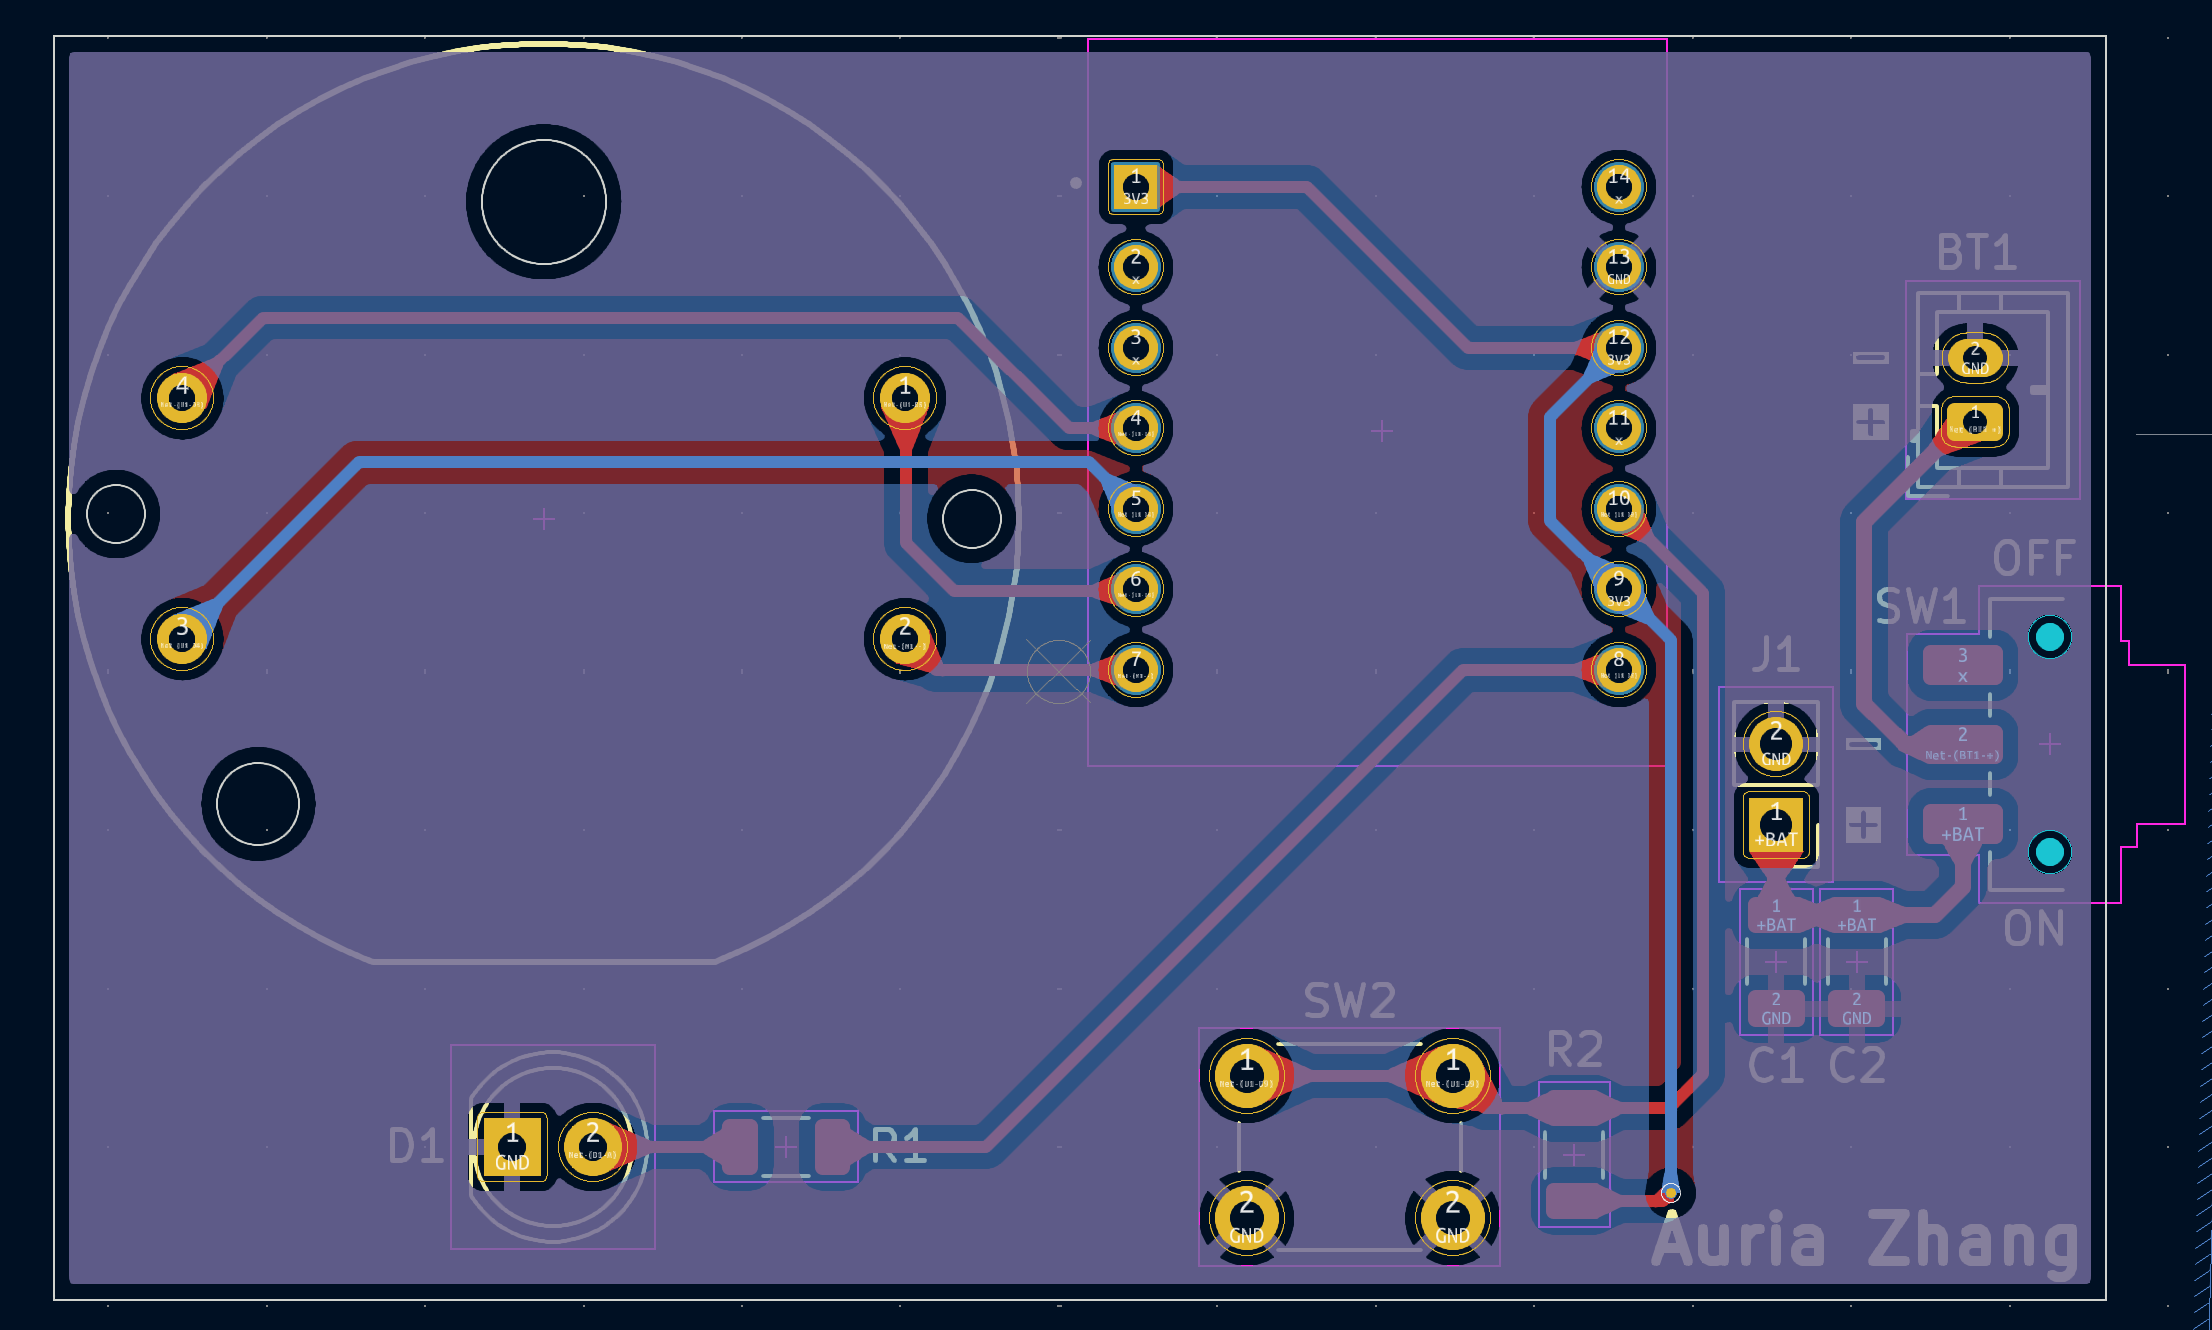 1
3V3
14
x
2
x
13
GND
BT1
3
x
12
3V3
2
GND
4
1
4
11
x
1
5
10
OFF
6
9
3V3
SW1
3
2
7
8
J1
3
x
2
GND
2
Net-(BT1-+)
1
+BAT
1
+BAT
1
+BAT
1
+BAT
ON
SW2
2
GND
2
GND
R2
C1
C2
1
1
D1
1
GND
2
R1
2
GND
2
GND
Auria Zhang